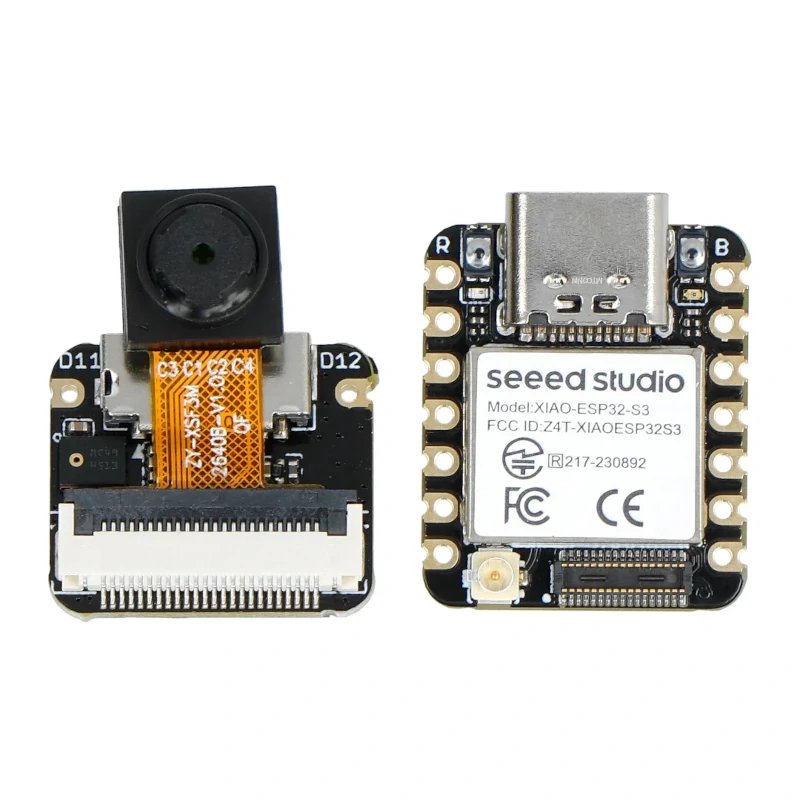 D11
D12
C3 C1 C2 C4
ZY-XSF3M
2640B-V1.0
OF
R
B
seeed studio
Model:XIAO-ESP32-S3
FCC ID:Z4T-XIAOESP32S3
R 217-230892
FC CE